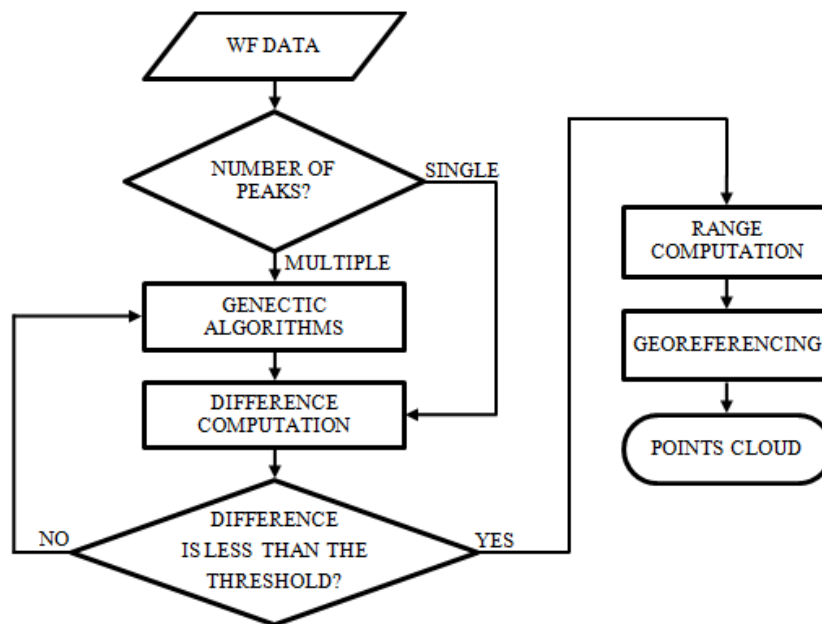 WF DATA
NUMBER OF
PEAKS?
SINGLE
MULTIPLE
GENECTIC
ALGORITHMS
DIFFERENCE
COMPUTATION
DIFFERENCE
IS LESS THAN THE
THRESHOLD?
NO
YES
RANGE
COMPUTATION
GEOREFERENCING
POINTS CLOUD